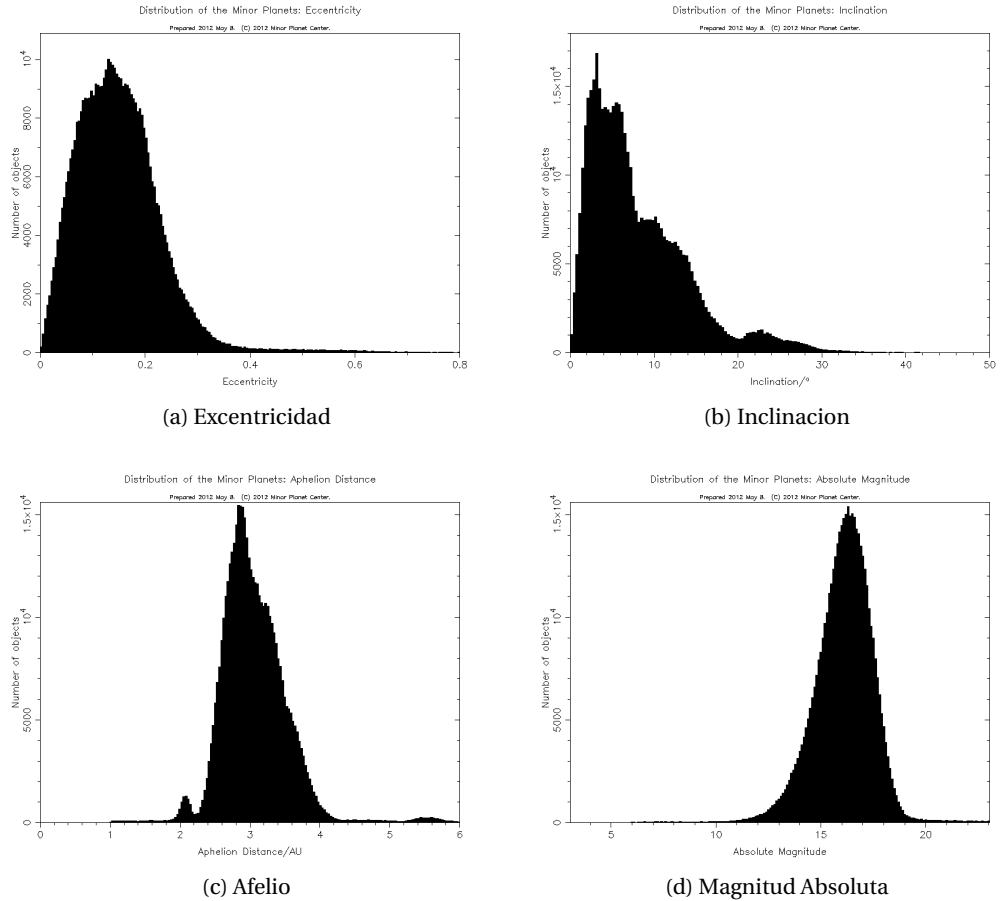 Distribution of the Minor Planets: Eccentricity
Prepared 2012 May 8. (C) 2012 Minor Planet Center.
Number of objects
0
2000
4000
6000
8000
10⁴
0 0.2 0.4 0.6 0.8
Eccentricity
(a) Excentricidad
Distribution of the Minor Planets: Inclination
Prepared 2012 May 8. (C) 2012 Minor Planet Center.
Number of objects
0
5000
10⁴
1.5×10⁴
0 10 20 30 40 50
Inclination/°
(b) Inclinacion
Distribution of the Minor Planets: Aphelion Distance
Prepared 2012 May 8. (C) 2012 Minor Planet Center.
Number of objects
0
5000
10⁴
1.5×10⁴
0 1 2 3 4 5 6
Aphelion Distance/AU
(c) Afelio
Distribution of the Minor Planets: Absolute Magnitude
Prepared 2012 May 8. (C) 2012 Minor Planet Center.
Number of objects
0
5000
10⁴
1.5×10⁴
5 10 15 20
Absolute Magnitude
(d) Magnitud Absoluta